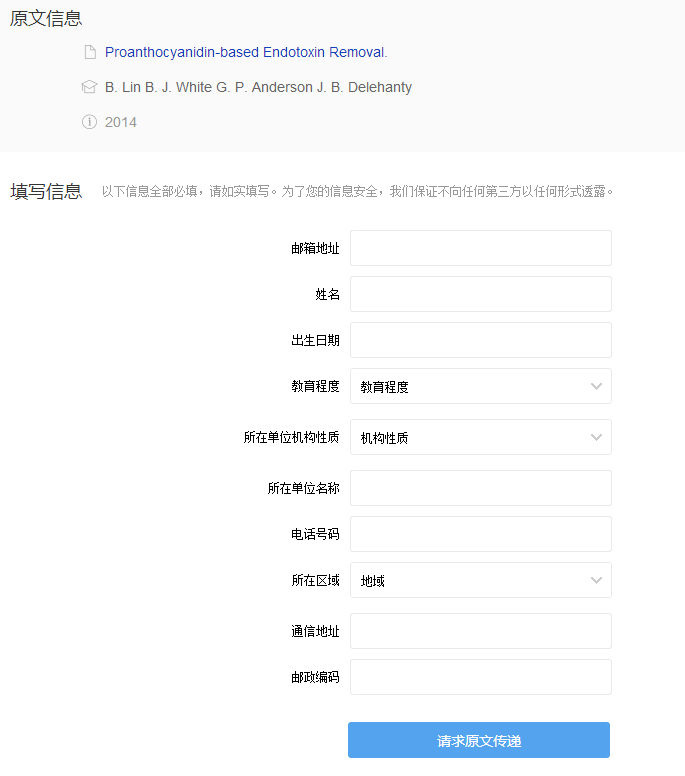 原文信息
Proanthocyanidin-based Endotoxin Removal.
B. Lin B. J. White G. P. Anderson J. B. Delehanty
2014
填写信息 以下信息全部必填，请如实填写。为了您的信息安全，我们保证不向任何第三方以任何形式透露。
邮箱地址
姓名
出生日期
教育程度 教育程度
所在单位机构性质 机构性质
所在单位名称
电话号码
所在区域 地域
通信地址
邮政编码
请求原文传递